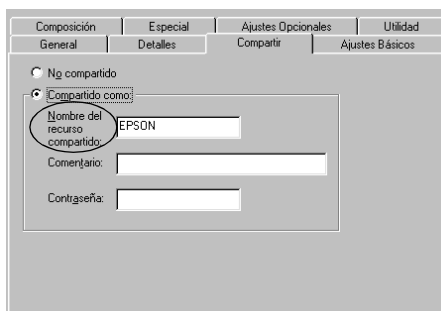 Composición Especial Ajustes Opcionales Utilidad
General Detalles Compartir Ajustes Básicos
No compartido
Compartido como:
Nombre del
recurso
compartido:
EPSON
Comentario:
Contraseña: